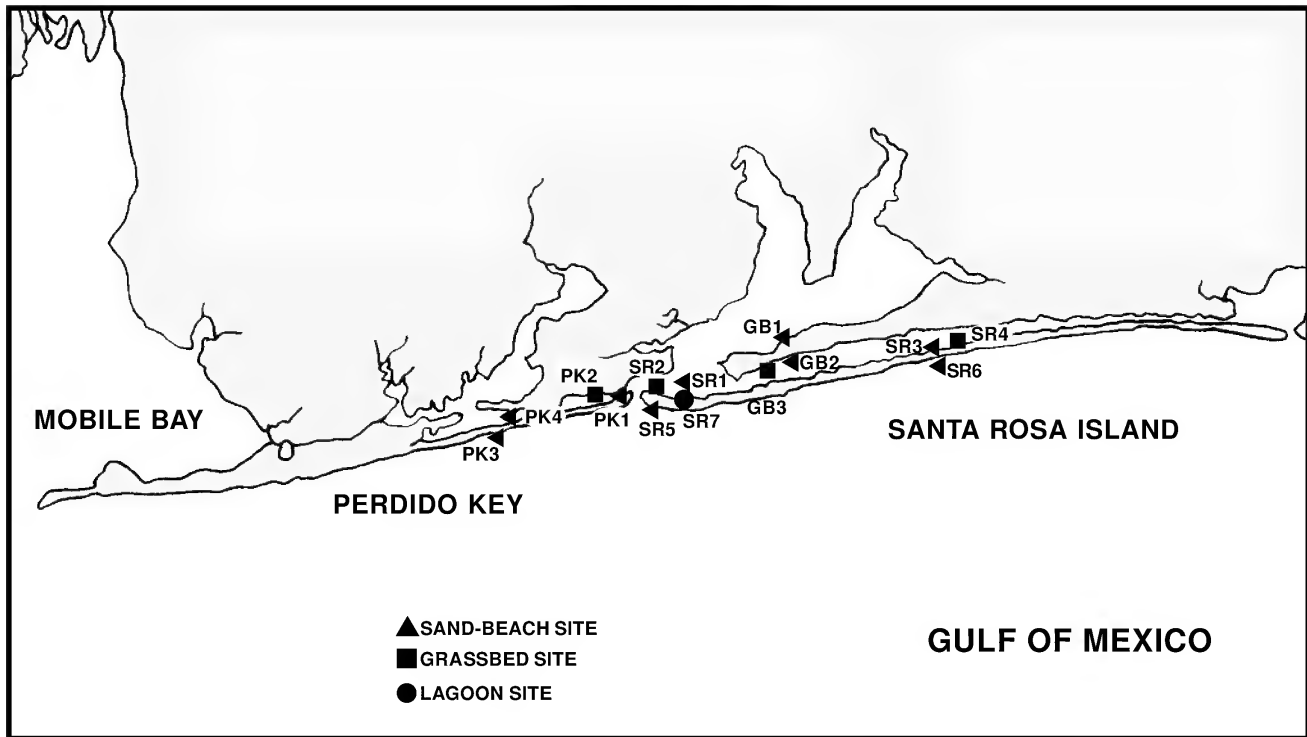 GB1
SR4
SR3
GB2
SR2
SR6
PK2
SR1
GB3
MOBILE BAY
PK4
PK1
SR7
SR5
SANTA ROSA ISLAND
PK3
PERDIDO KEY
SAND-BEACH SITE
GULF OF MEXICO
GRASSBED SITE
LAGOON SITE